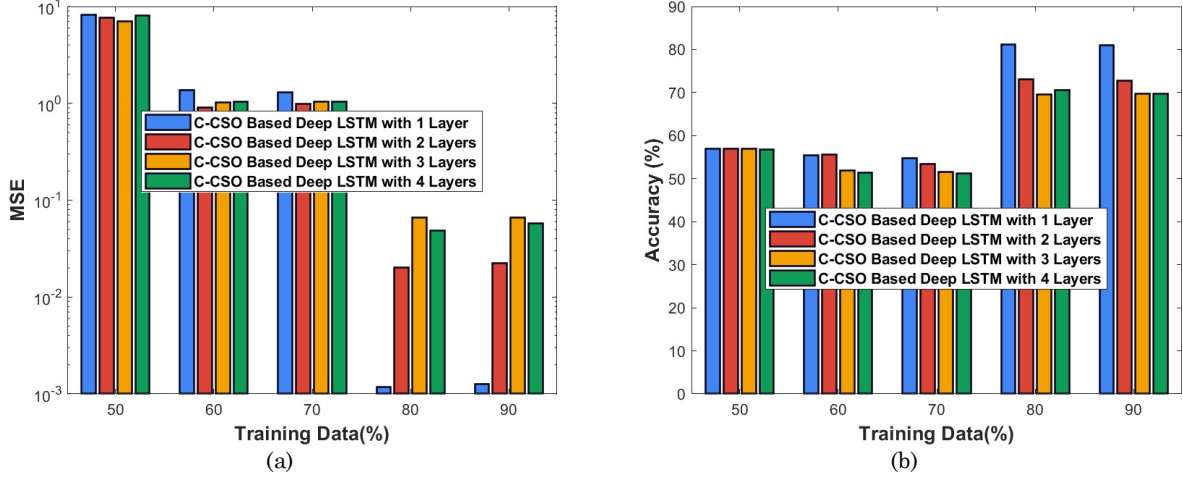 10^1
10^0
10^-1
10^-2
10^-3
MSE
C-CSO Based Deep LSTM with 1 Layer
C-CSO Based Deep LSTM with 2 Layers
C-CSO Based Deep LSTM with 3 Layers
C-CSO Based Deep LSTM with 4 Layers
50 60 70 80 90
Training Data(%)
(a)
90
80
70
60
50
40
30
20
10
0
Accuracy (%)
C-CSO Based Deep LSTM with 1 Layer
C-CSO Based Deep LSTM with 2 Layers
C-CSO Based Deep LSTM with 3 Layers
C-CSO Based Deep LSTM with 4 Layers
50 60 70 80 90
Training Data(%)
(b)